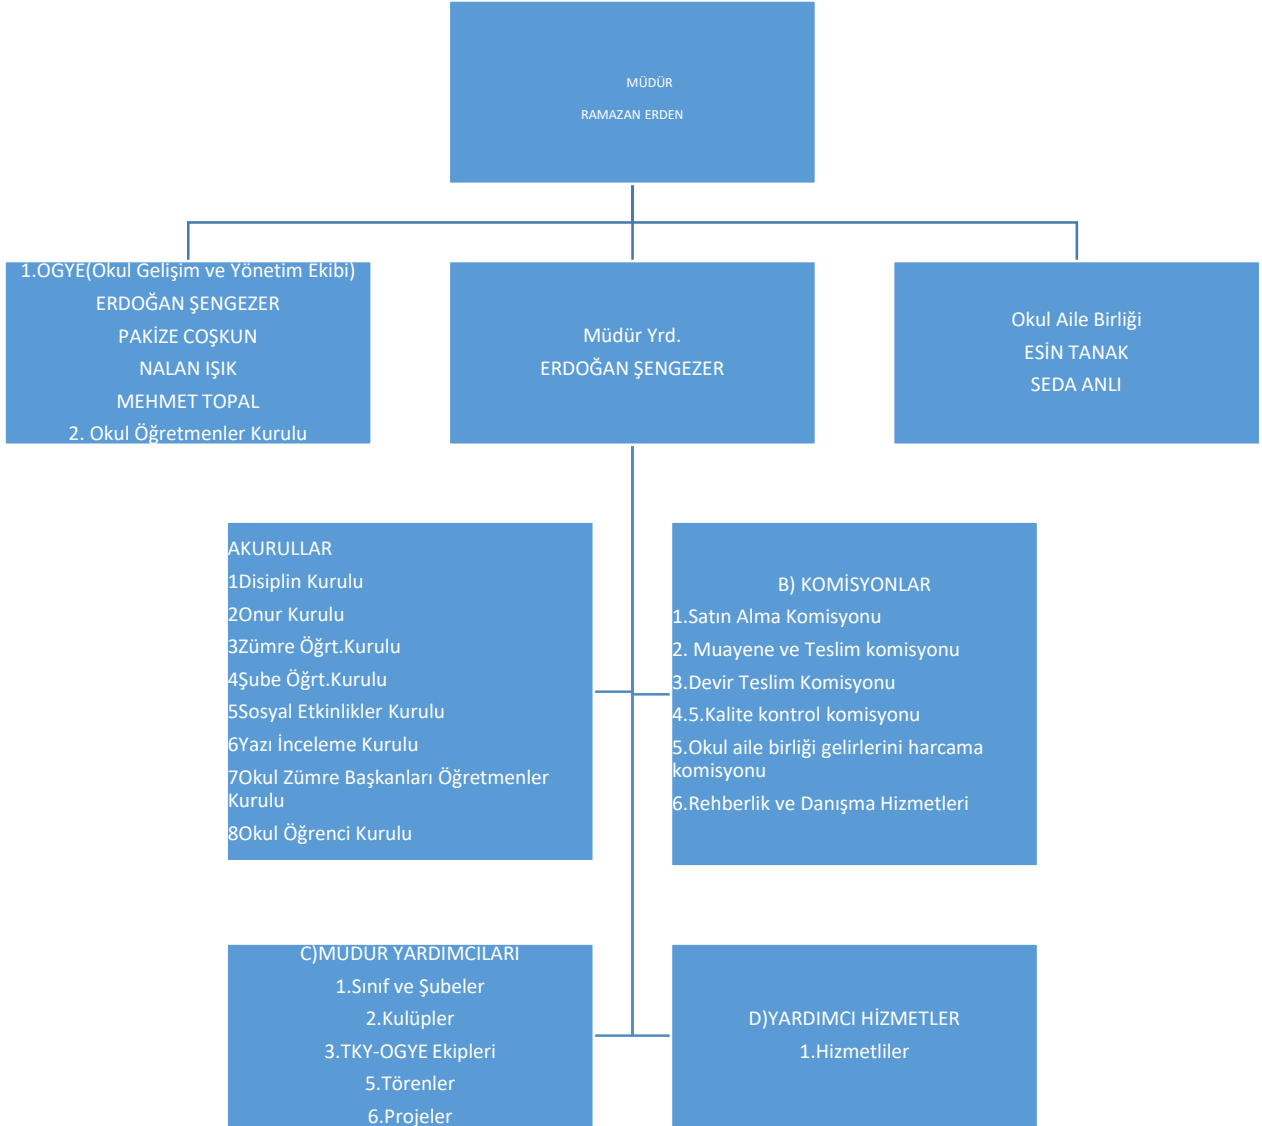 MÜDÜR
RAMAZAN ERDEN
1.OGYE(Okul Gelişim ve Yönetim Ekibi)
ERDOĞAN ŞENGEZER
PAKİZE COŞKUN
NALAN IŞIK
MEHMET TOPAL
2. Okul Öğretmenler Kurulu
Müdür Yrd.
ERDOĞAN ŞENGEZER
Okul Aile Birliği
ESİN TANAK
SEDA ANLI
AKURULLAR
1Disiplin Kurulu
2Onur Kurulu
3Zümre Öğrt.Kurulu
4Şube Öğrt.Kurulu
5Sosyal Etkinlikler Kurulu
6Yazı İnceleme Kurulu
7Okul Zümre Başkanları Öğretmenler
Kurulu
8Okul Öğrenci Kurulu
B) KOMİSYONLAR
1.Satın Alma Komisyonu
2. Muayene ve Teslim komisyonu
3.Devir Teslim Komisyonu
4.5.Kalite kontrol komisyonu
5.Okul aile birliği gelirlerini harcama
komisyonu
6.Rehberlik ve Danışma Hizmetleri
C)MÜDÜR YARDIMCILARI
1.Sınıf ve Şubeler
2.Kulüpler
3.TKY-OGYE Ekipleri
5.Törenler
6.Projeler
D)YARDIMCI HİZMETLER
1.Hizmetliler